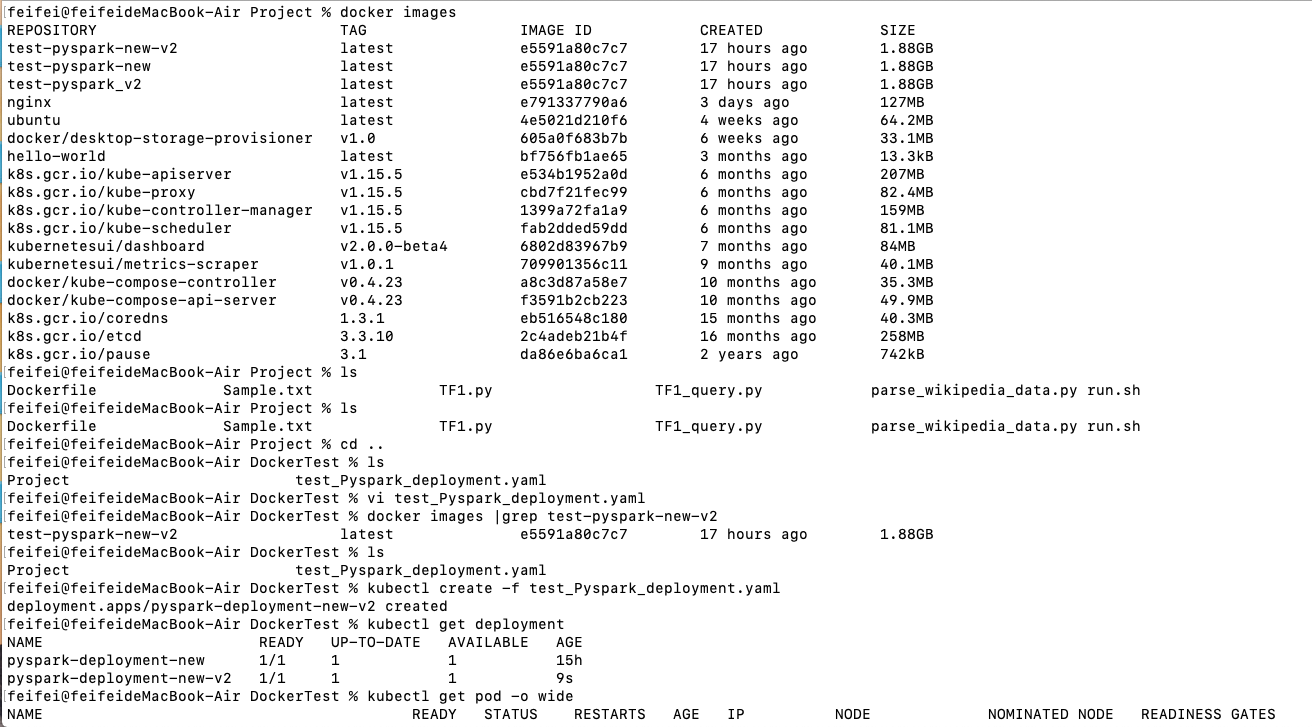 [feifei@feifeideMacBook-Air Project % docker images
REPOSITORY TAG IMAGE ID CREATED SIZE
test-pyspark-new-v2 latest e5591a80c7c7 17 hours ago 1.88GB
test-pyspark-new latest e5591a80c7c7 17 hours ago 1.88GB
test-pyspark_v2 latest e5591a80c7c7 17 hours ago 1.88GB
nginx latest e791337790a6 3 days ago 127MB
ubuntu latest 4e5021d210f6 4 weeks ago 64.2MB
docker/desktop-storage-provisioner v1.0 605a0f683b7b 6 weeks ago 33.1MB
hello-world latest bf756fb1ae65 3 months ago 13.3kB
k8s.gcr.io/kube-apiserver v1.15.5 e534b1952a0d 6 months ago 207MB
k8s.gcr.io/kube-proxy v1.15.5 cbd7f21fec99 6 months ago 82.4MB
k8s.gcr.io/kube-controller-manager v1.15.5 1399a72fa1a9 6 months ago 159MB
k8s.gcr.io/kube-scheduler v1.15.5 fab2dded59dd 6 months ago 81.1MB
kubernetesui/dashboard v2.0.0-beta4 6802d83967b9 7 months ago 84MB
kubernetesui/metrics-scraper v1.0.1 709901356c11 9 months ago 40.1MB
docker/kube-compose-controller v0.4.23 a8c3d87a58e7 10 months ago 35.3MB
docker/kube-compose-api-server v0.4.23 f3591b2cb223 10 months ago 49.9MB
k8s.gcr.io/coredns 1.3.1 eb516548c180 15 months ago 40.3MB
k8s.gcr.io/etcd 3.3.10 2c4adeb21b4f 16 months ago 258MB
k8s.gcr.io/pause 3.1 da86e6ba6ca1 2 years ago 742kB
[feifei@feifeideMacBook-Air Project % ls
Dockerfile Sample.txt TF1.py TF1_query.py parse_wikipedia_data.py run.sh
[feifei@feifeideMacBook-Air Project % ls
Dockerfile Sample.txt TF1.py TF1_query.py parse_wikipedia_data.py run.sh
[feifei@feifeideMacBook-Air Project % cd ..
[feifei@feifeideMacBook-Air DockerTest % ls
Project test_Pyspark_deployment.yaml
[feifei@feifeideMacBook-Air DockerTest % vi test_Pyspark_deployment.yaml
[feifei@feifeideMacBook-Air DockerTest % docker images |grep test-pyspark-new-v2
test-pyspark-new-v2 latest e5591a80c7c7 17 hours ago 1.88GB
[feifei@feifeideMacBook-Air DockerTest % ls
Project test_Pyspark_deployment.yaml
[feifei@feifeideMacBook-Air DockerTest % kubectl create -f test_Pyspark_deployment.yaml
deployment.apps/pyspark-deployment-new-v2 created
[feifei@feifeideMacBook-Air DockerTest % kubectl get deployment
NAME READY UP-TO-DATE AVAILABLE AGE
pyspark-deployment-new 1/1 1 1 15h
pyspark-deployment-new-v2 1/1 1 1 9s
[feifei@feifeideMacBook-Air DockerTest % kubectl get pod -o wide
NAME READY STATUS RESTARTS AGE IP NODE NOMINATED NODE READINESS GATES